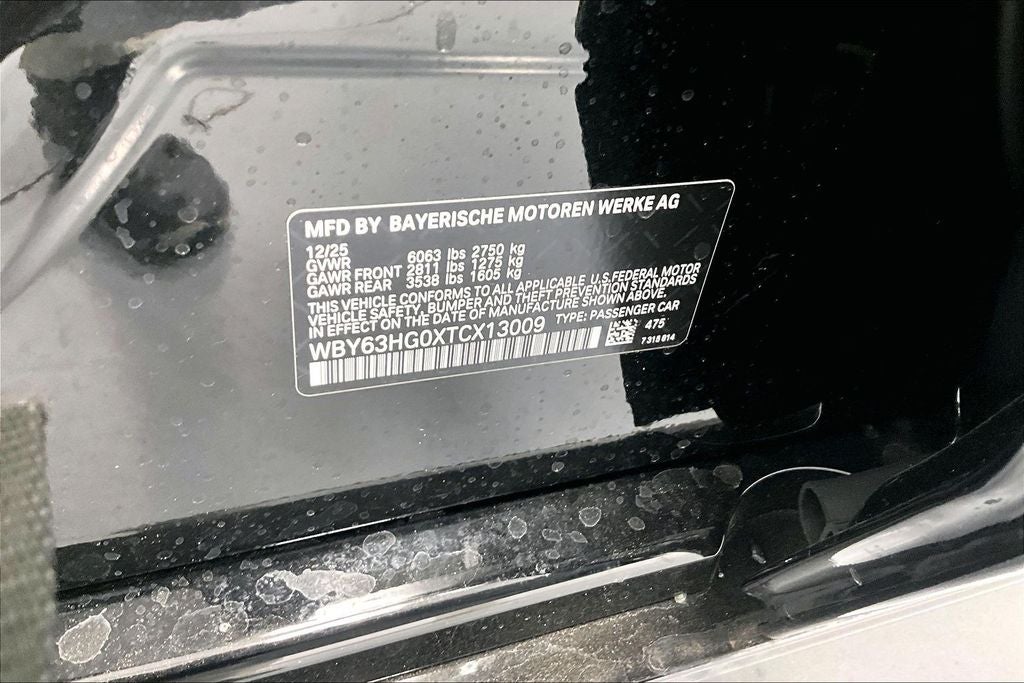 MFD BY BAYERISCHE MOTOREN WERKE AG
12/25
GVWR 6063 lbs 2750 kg
GAWR FRONT 2811 lbs 1275 kg
GAWR REAR 3538 lbs 1605 kg
THIS VEHICLE CONFORMS TO ALL APPLICABLE U.S.FEDERAL MOTOR
VEHICLE SAFETY, BUMPER AND THEFT PREVENTION STANDARDS
IN EFFECT ON THE DATE OF MANUFACTURE SHOWN ABOVE.
TYPE: PASSENGER CAR
WBY63HG0XTCX13009
475
7 318 614